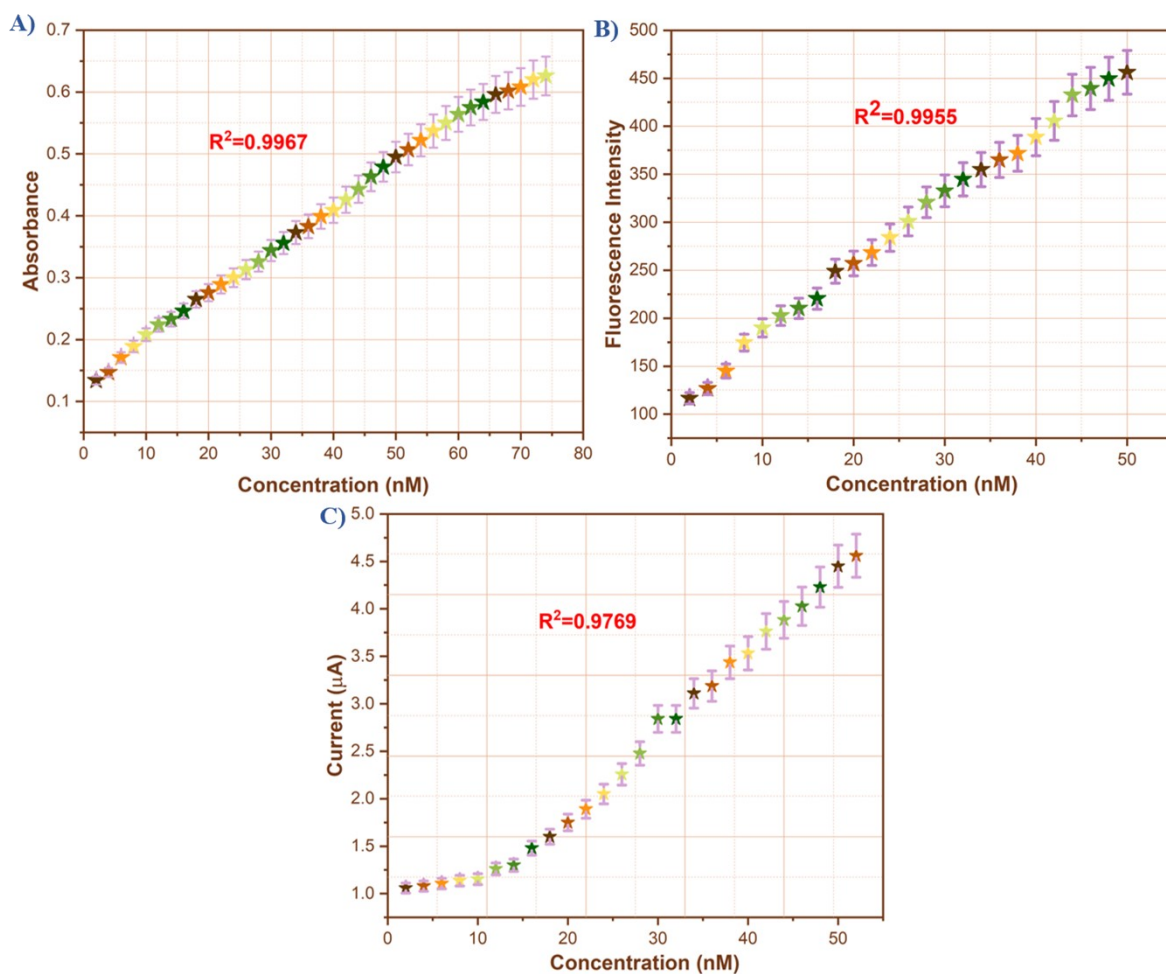 A)
0.7
0.6
0.5
0.4
0.3
0.2
0.1
Absorbance
R²=0.9967
0 10 20 30 40 50 60 70 80
Concentration (nM)
B)
500
450
400
350
300
250
200
150
100
Fluorescence Intensity
R²=0.9955
0 10 20 30 40 50
Concentration (nM)
C)
5.0
4.5
4.0
3.5
3.0
2.5
2.0
1.5
1.0
Current (μA)
R²=0.9769
0 10 20 30 40 50
Concentration (nM)